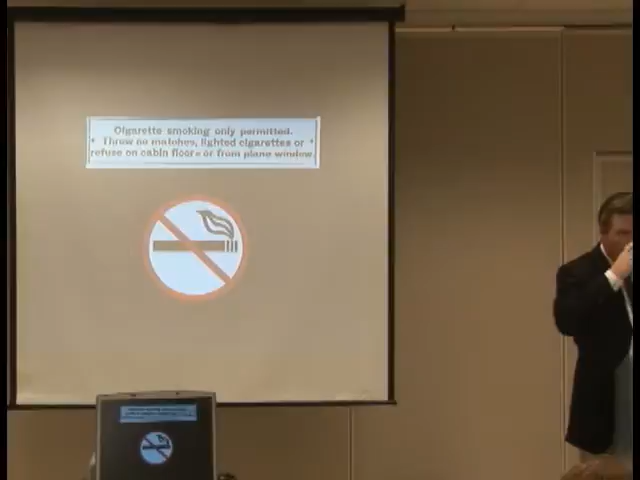 Cigarette smoking only permitted.
• Throw no matches, lighted cigarettes or •
refuse on cabin floors or from plane window.